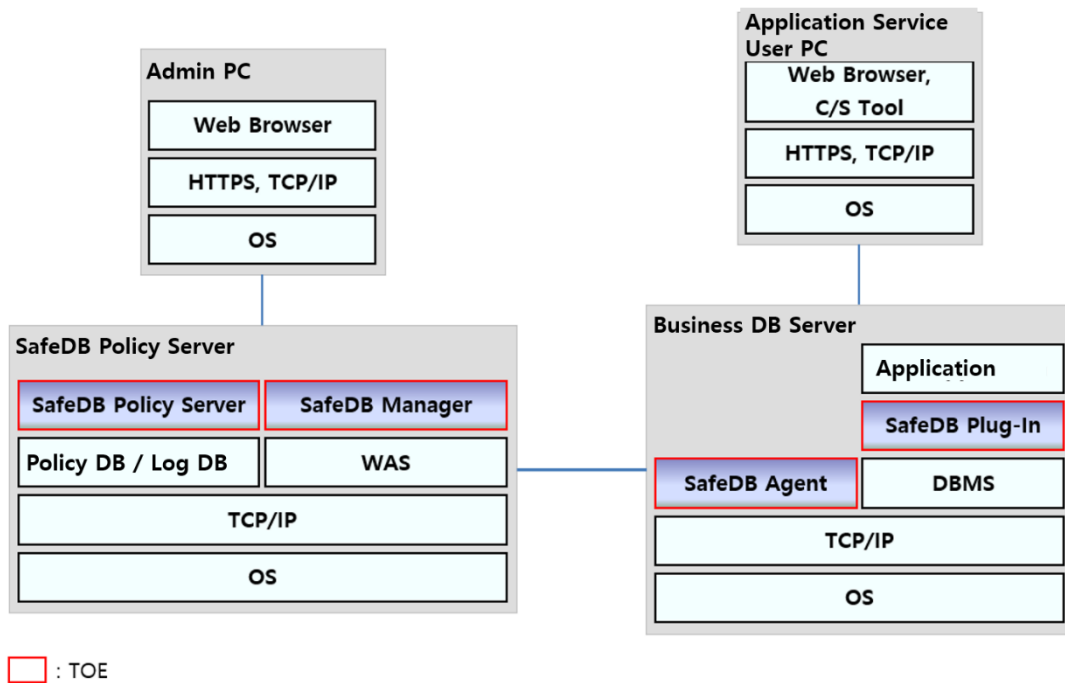 Admin PC
Web Browser
HTTPS, TCP/IP
OS
Application Service
User PC
Web Browser,
C/S Tool
HTTPS, TCP/IP
OS
SafeDB Policy Server
SafeDB Policy Server
SafeDB Manager
Policy DB / Log DB
WAS
TCP/IP
OS
Business DB Server
Application
SafeDB Plug-In
SafeDB Agent
DBMS
TCP/IP
OS
: TOE